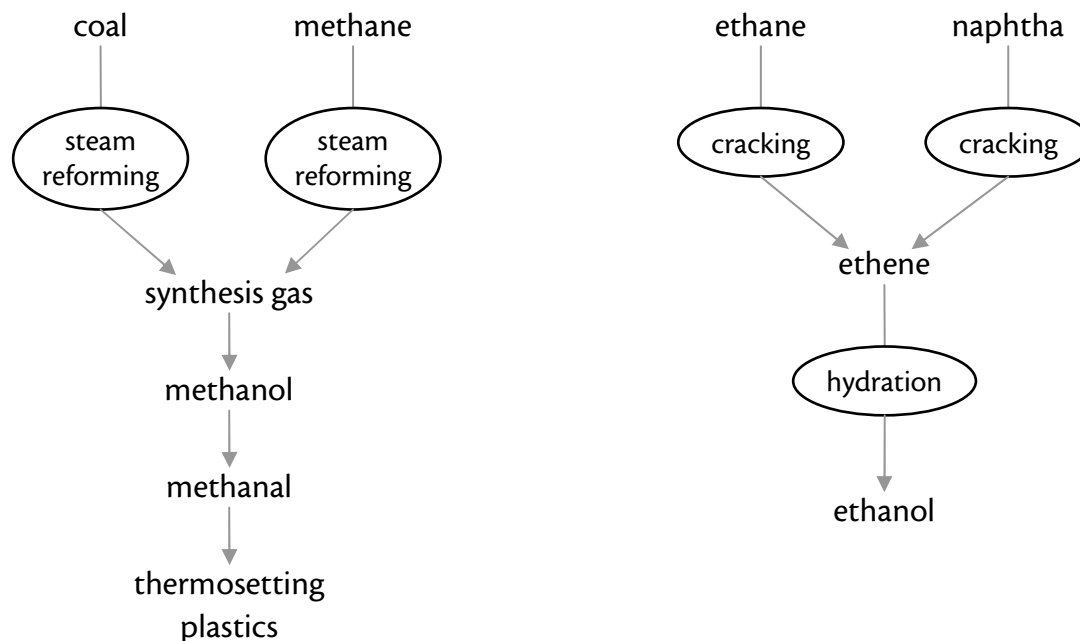 coal
methane
ethane
naphtha
steam
reforming
steam
reforming
cracking
cracking
synthesis gas
ethene
methanol
hydration
methanal
ethanol
thermosetting
plastics